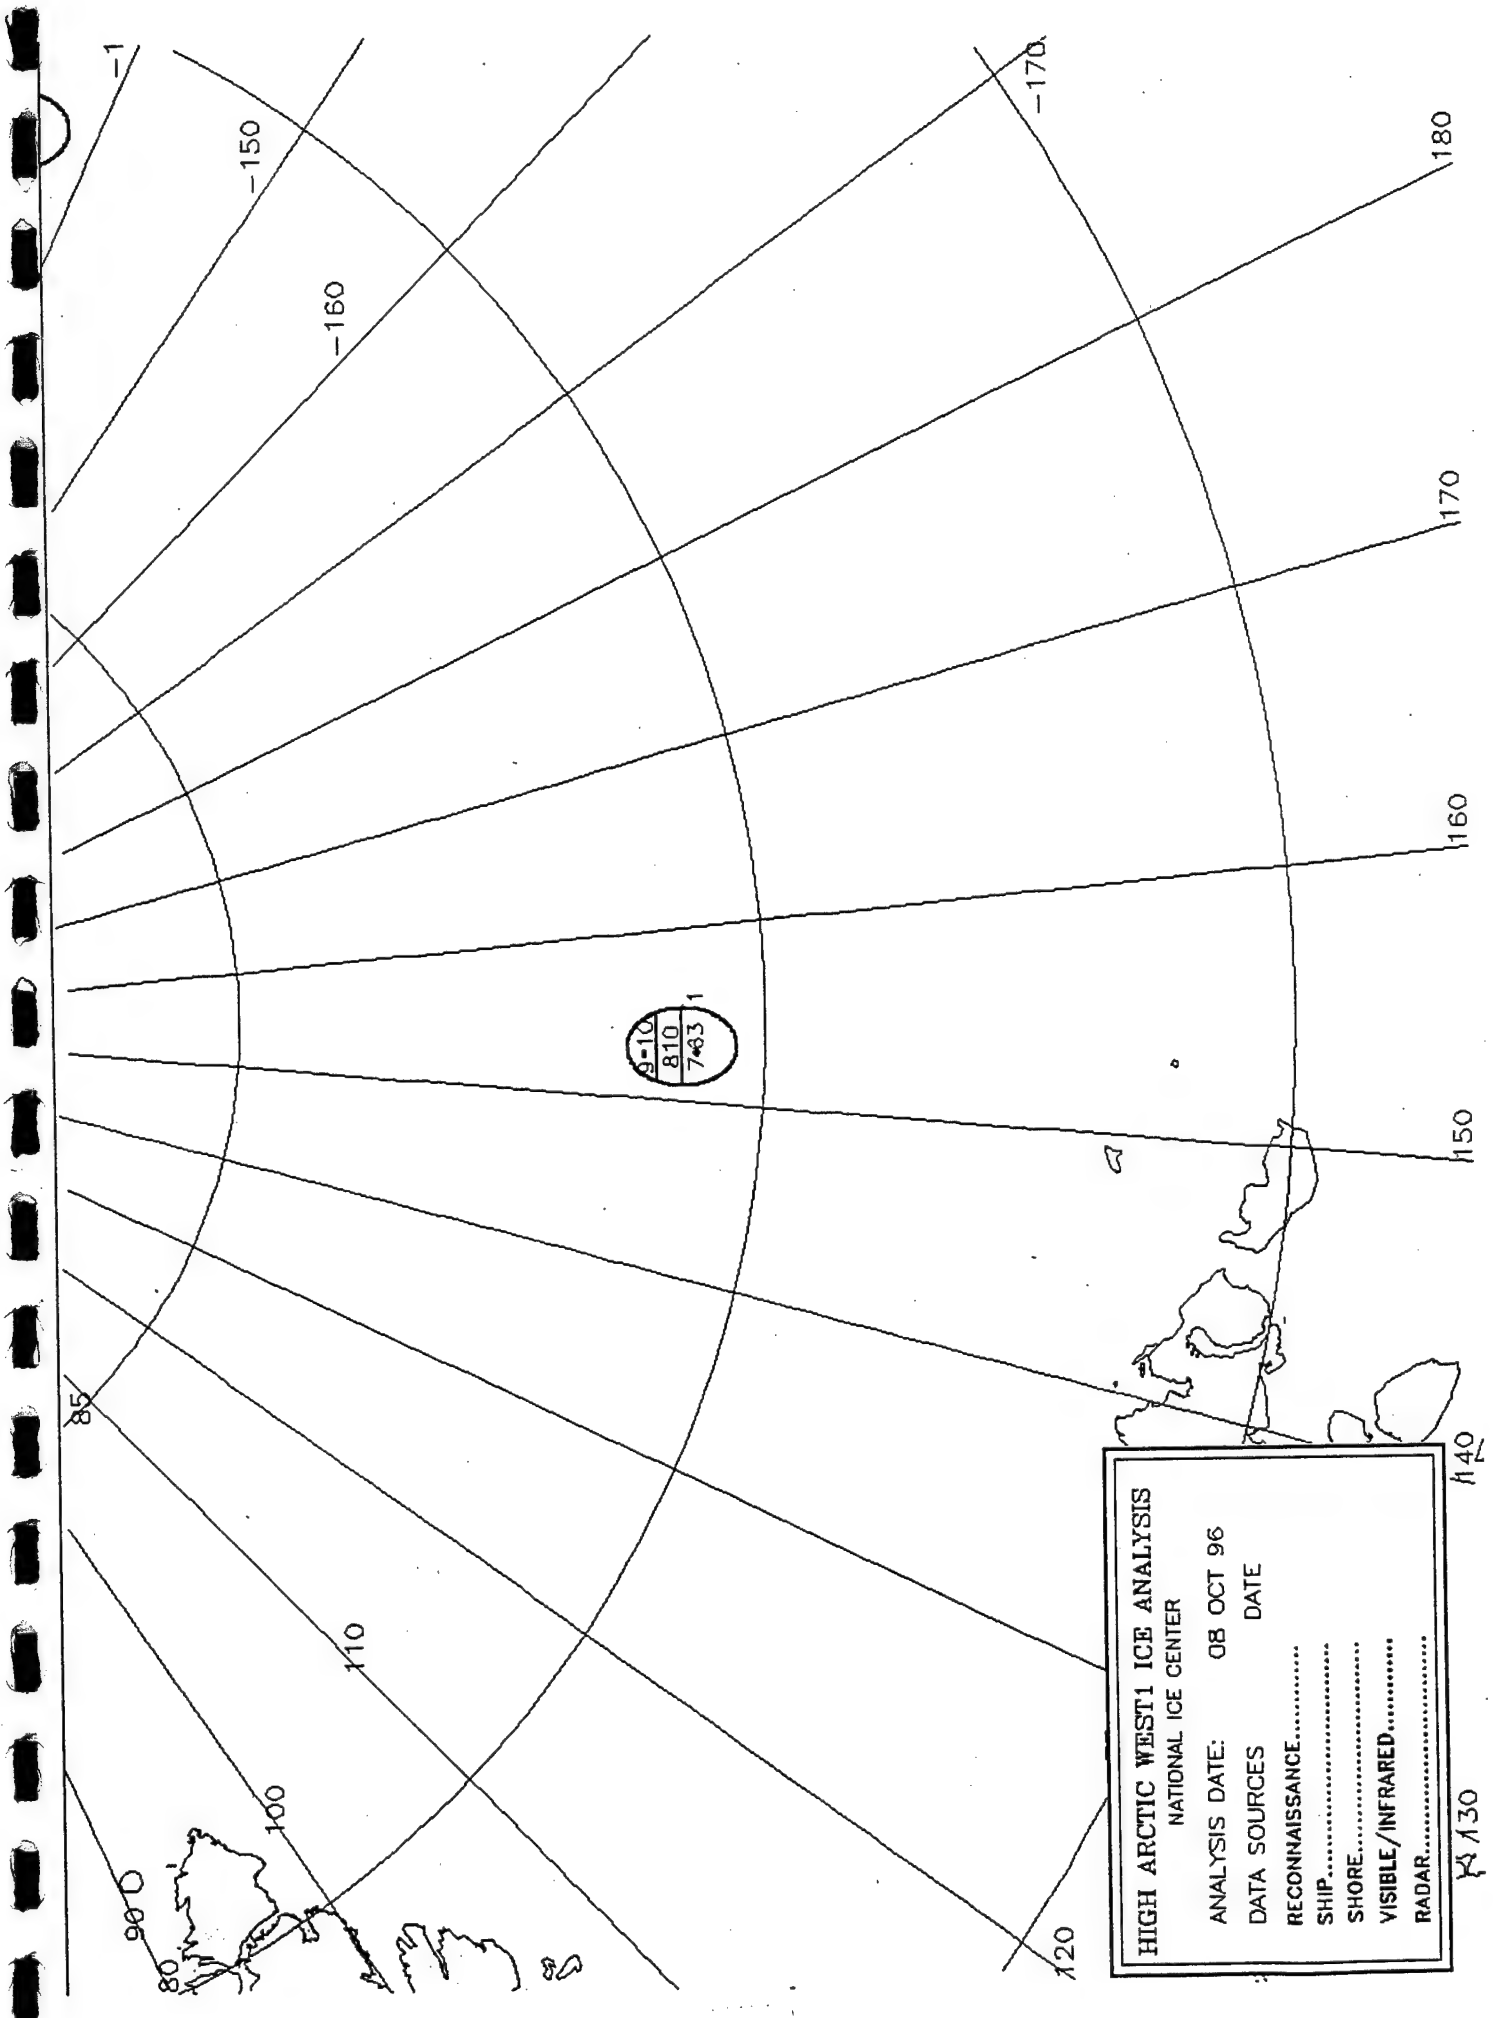 HIGH ARCTIC WEST1 ICE ANALYSIS
NATIONAL ICE CENTER
ANALYSIS DATE: 08 OCT 96
DATA SOURCES DATE
RECONNAISSANCE............
SHIP..............................
SHORE............................
VISIBLE/INFRARED...........
RADAR.............................
80
90
100
110
120
130
140
150
160
170
180
-170
-160
-150
-1
85
9-10
810
7•63
1